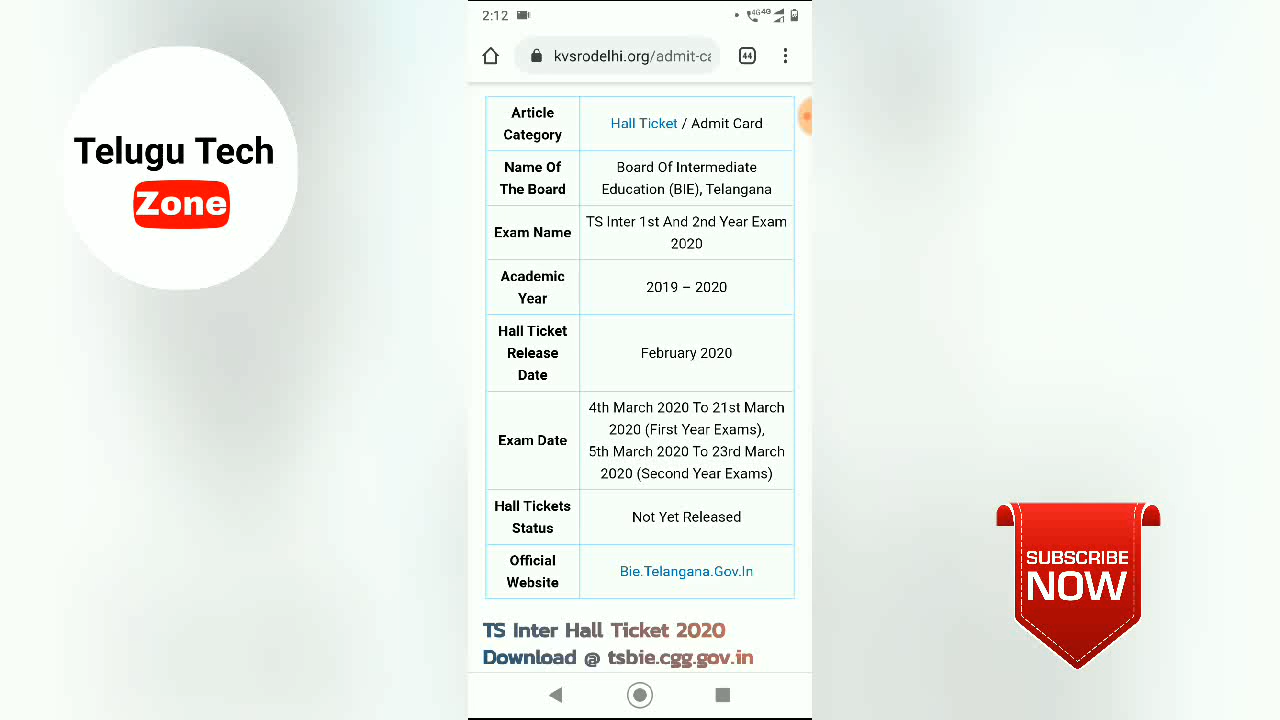 Telugu Tech
Zone
2:12
4G 4G
kvsrodelhi.org/admit-ca
44
Article
Category
Hall Ticket / Admit Card
Name Of
The Board
Board Of Intermediate
Education (BIE), Telangana
Exam Name
TS Inter 1st And 2nd Year Exam
2020
Academic
Year
2019 – 2020
Hall Ticket
Release
Date
February 2020
Exam Date
4th March 2020 To 21st March
2020 (First Year Exams),
5th March 2020 To 23rd March
2020 (Second Year Exams)
Hall Tickets
Status
Not Yet Released
Official
Website
Bie.Telangana.Gov.In
TS Inter Hall Ticket 2020
Download @ tsbie.cgg.gov.in
SUBSCRIBE
NOW